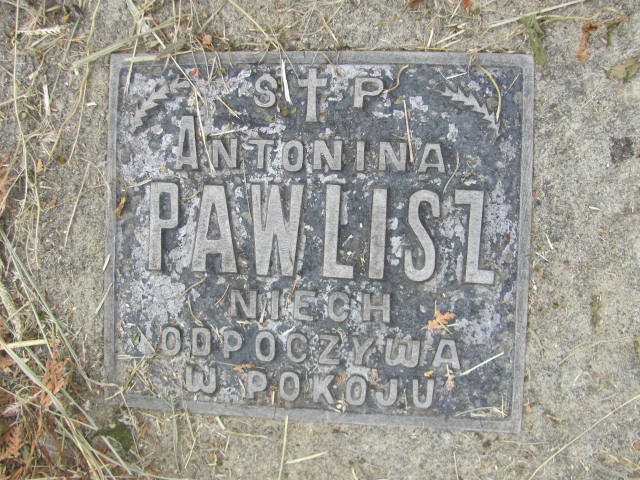 S † P
ANTONINA
PAWLISZ
NIECH
ODPOCZYWA
W POKOJU